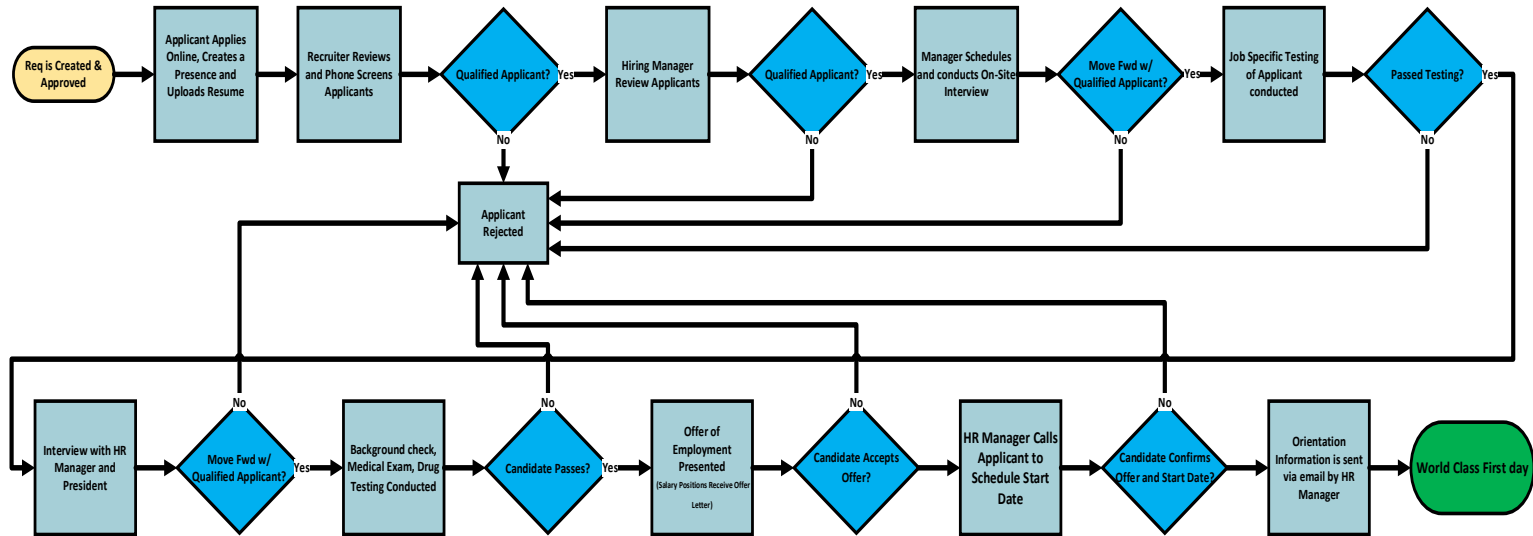 Req is Created &
Approved
Applicant Applies
Online, Creates a
Presence and
Uploads Resume
Recruiter Reviews
and Phone Screens
Applicants
Qualified Applicant?
Yes
No
Hiring Manager
Review Applicants
Qualified Applicant?
Yes
No
Manager Schedules
and conducts On-Site
Interview
Move Fwd w/
Qualified Applicant?
Yes
No
Job Specific Testing
of Applicant
conducted
Passed Testing?
Yes
No
Applicant
Rejected
Interview with HR
Manager and
President
No
Move Fwd w/
Qualified Applicant?
Yes
Background check,
Medical Exam, Drug
Testing Conducted
No
Candidate Passes?
Yes
Offer of
Employment
Presented
(Salary Positions Receive Offer
Letter)
No
Candidate Accepts
Offer?
HR Manager Calls
Applicant to
Schedule Start
Date
No
Candidate Confirms
Offer and Start Date?
Orientation
Information is sent
via email by HR
Manager
World Class First day